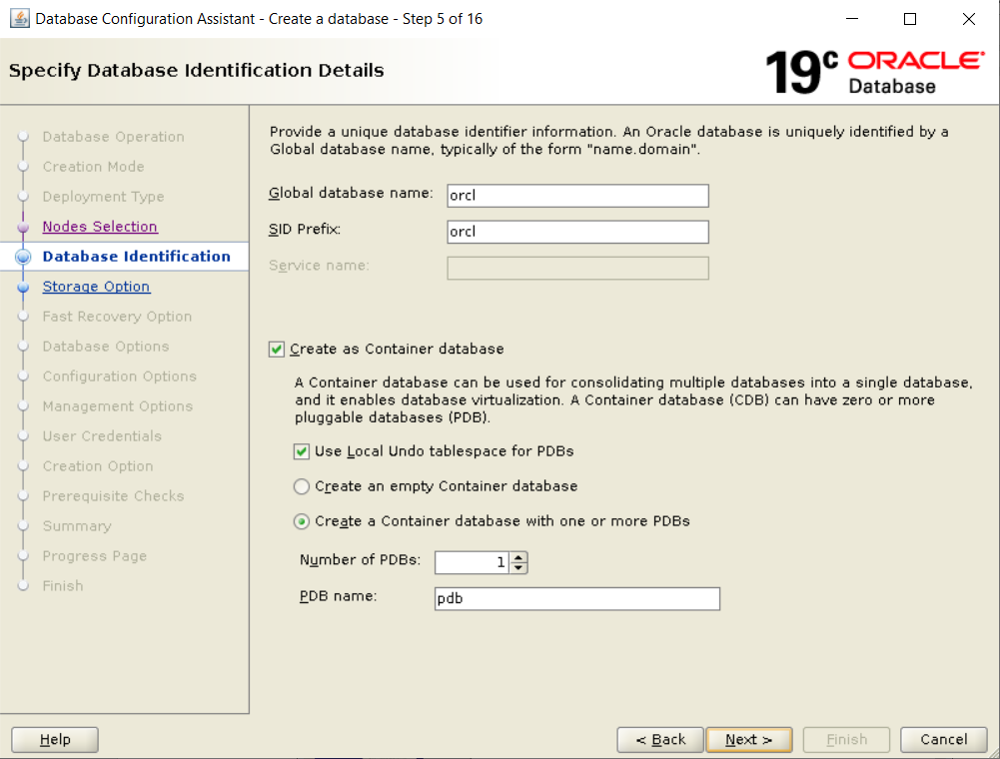 Database Configuration Assistant - Create a database - Step 5 of 16
Specify Database Identification Details
19c ORACLE
Database
Database Operation
Creation Mode
Deployment Type
Nodes Selection
Database Identification
Storage Option
Fast Recovery Option
Database Options
Configuration Options
Management Options
User Credentials
Creation Option
Prerequisite Checks
Summary
Progress Page
Finish
Provide a unique database identifier information. An Oracle database is uniquely identified by a
Global database name, typically of the form "name.domain".
Global database name: orcl
SID Prefix: orcl
Service name:
Create as Container database
A Container database can be used for consolidating multiple databases into a single database,
and it enables database virtualization. A Container database (CDB) can have zero or more
pluggable databases (PDB).
Use Local Undo tablespace for PDBs
Create an empty Container database
Create a Container database with one or more PDBs
Number of PDBs: 1
PDB name: pdb
Help
< Back
Next >
Finish
Cancel